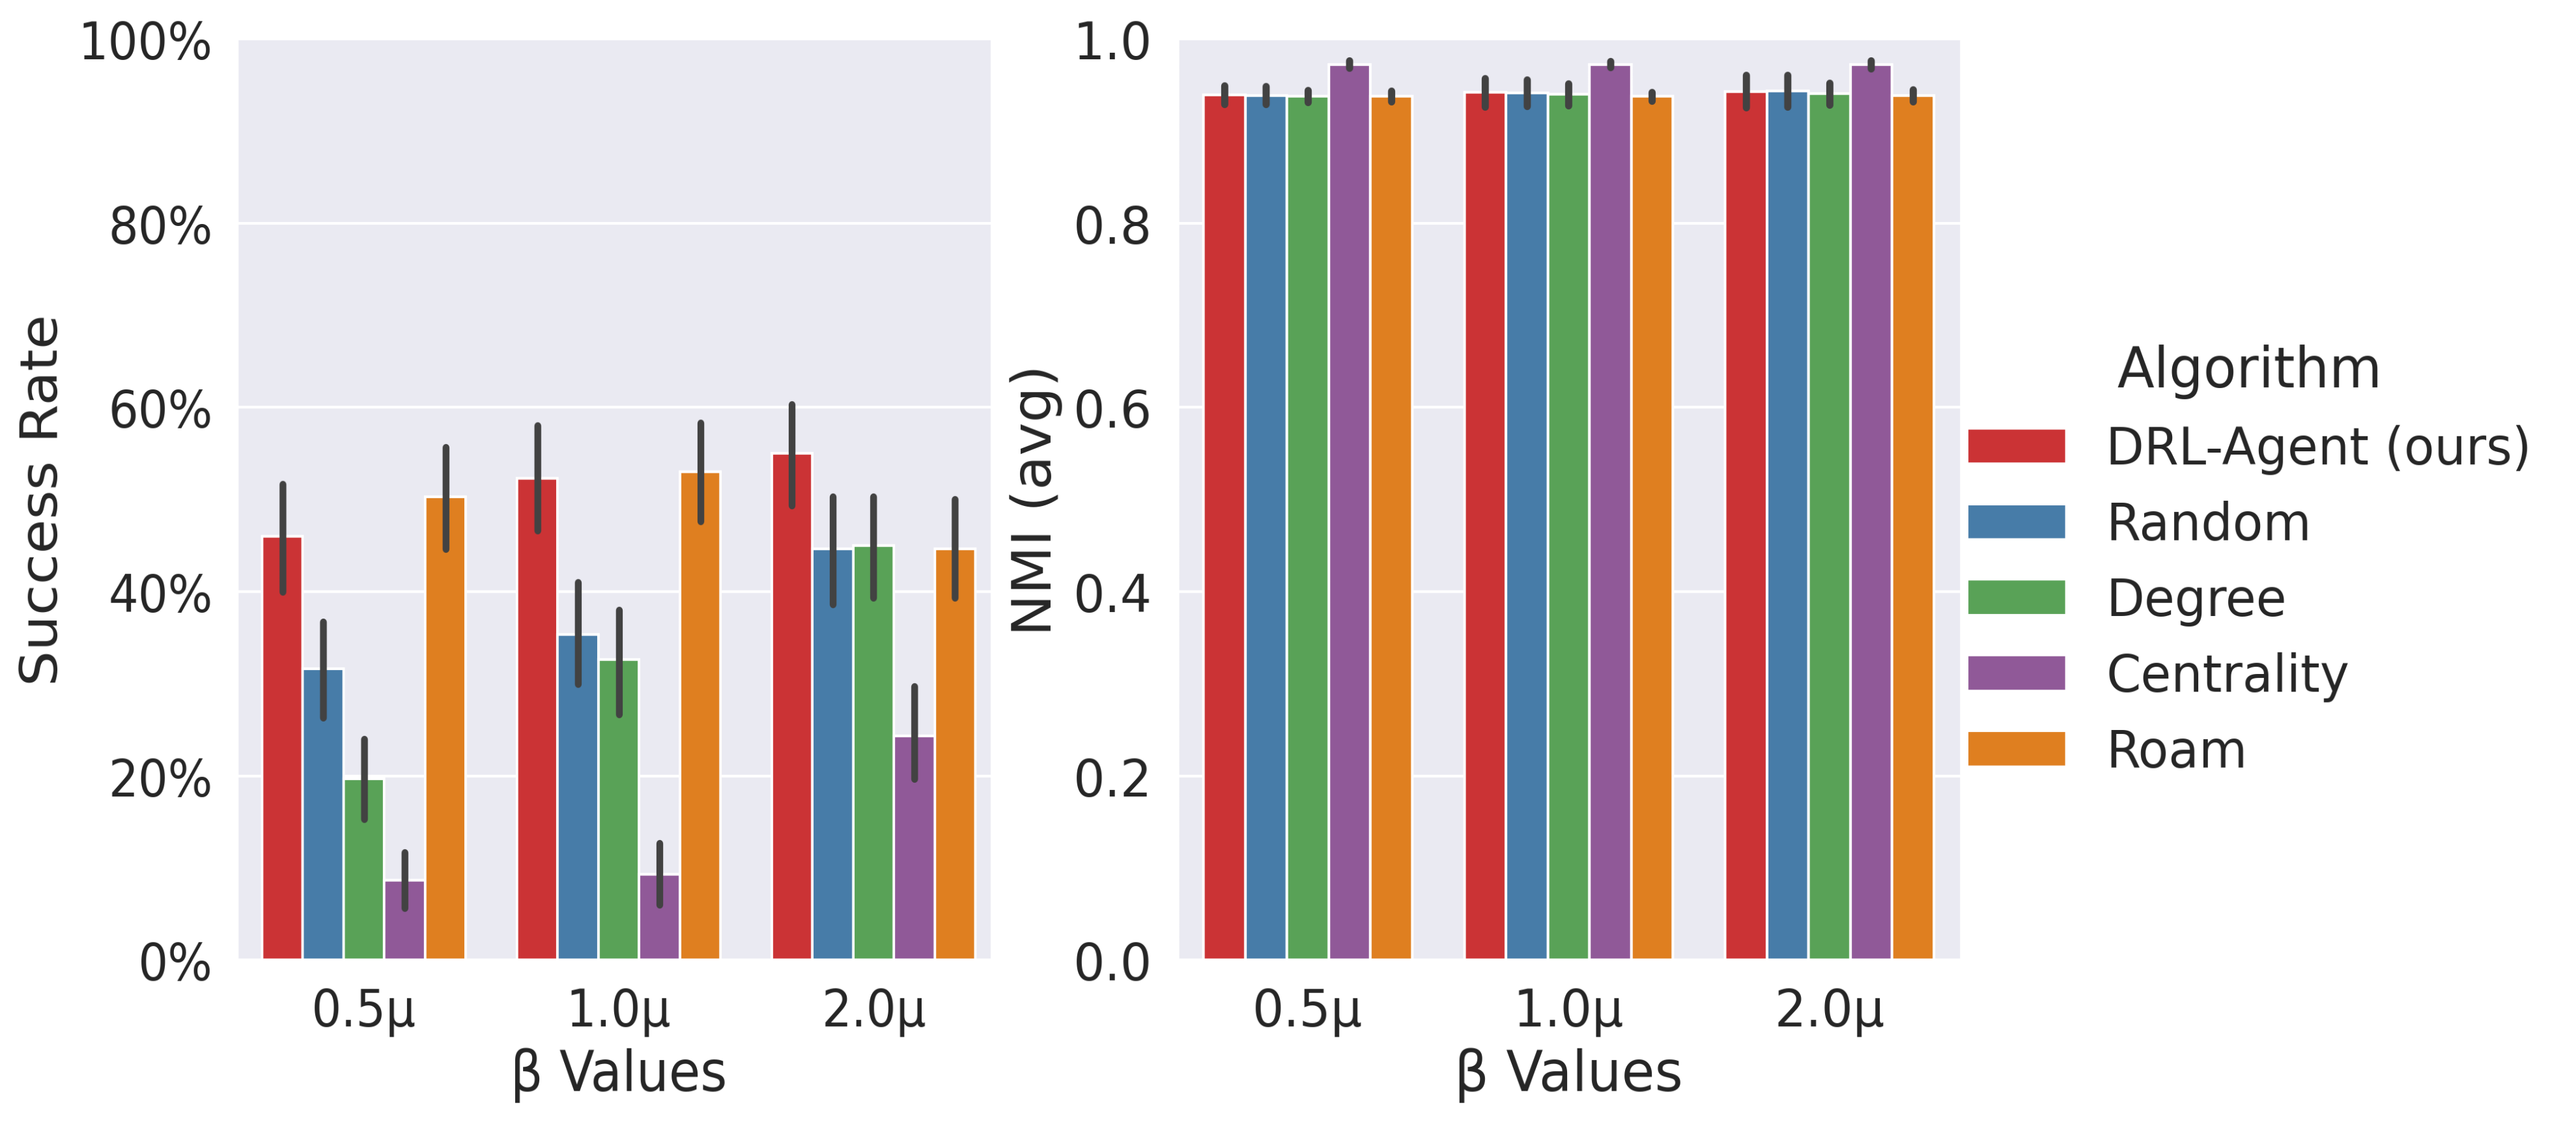 100%
80%
60%
40%
20%
0%
Success Rate
0.5μ 1.0μ 2.0μ
β Values
1.0
0.8
0.6
0.4
0.2
0.0
NMI (avg)
0.5μ 1.0μ 2.0μ
β Values
Algorithm
DRL-Agent (ours)
Random
Degree
Centrality
Roam